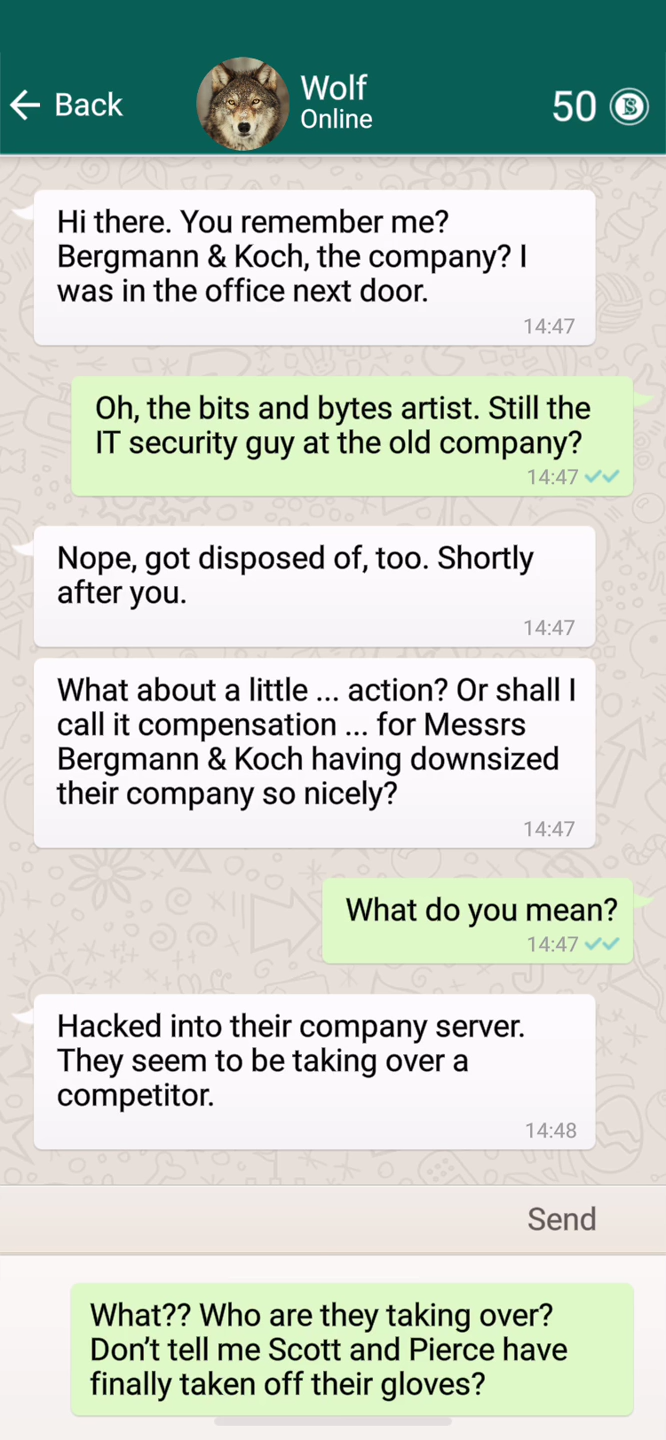 Back
Wolf
Online
50
Hi there. You remember me?
Bergmann & Koch, the company? I
was in the office next door.
14:47
Oh, the bits and bytes artist. Still the
IT security guy at the old company?
14:47
Nope, got disposed of, too. Shortly
after you.
14:47
What about a little ... action? Or shall I
call it compensation ... for Messrs
Bergmann & Koch having downsized
their company so nicely?
14:47
What do you mean?
14:47
Hacked into their company server.
They seem to be taking over a
competitor.
14:48
Send
What?? Who are they taking over?
Don’t tell me Scott and Pierce have
finally taken off their gloves?